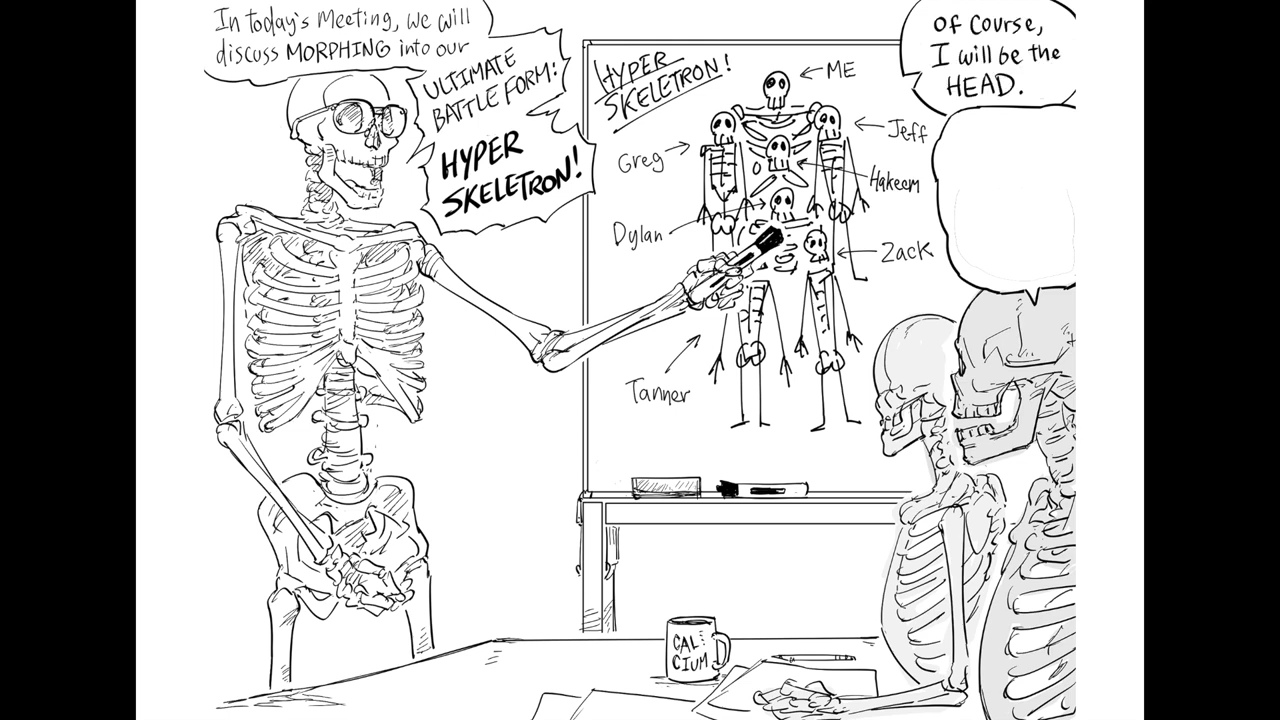 In today's Meeting, we will
discuss MORPHING into our
ULTIMATE
BATTLE FORM:
HYPER
SKELETRON!
Of Course,
I will be the
HEAD.
HYPER
SKELETRON!
ME
Jeff
Greg
Hakeem
Dylan
Zack
Tanner
CAL
CIUM